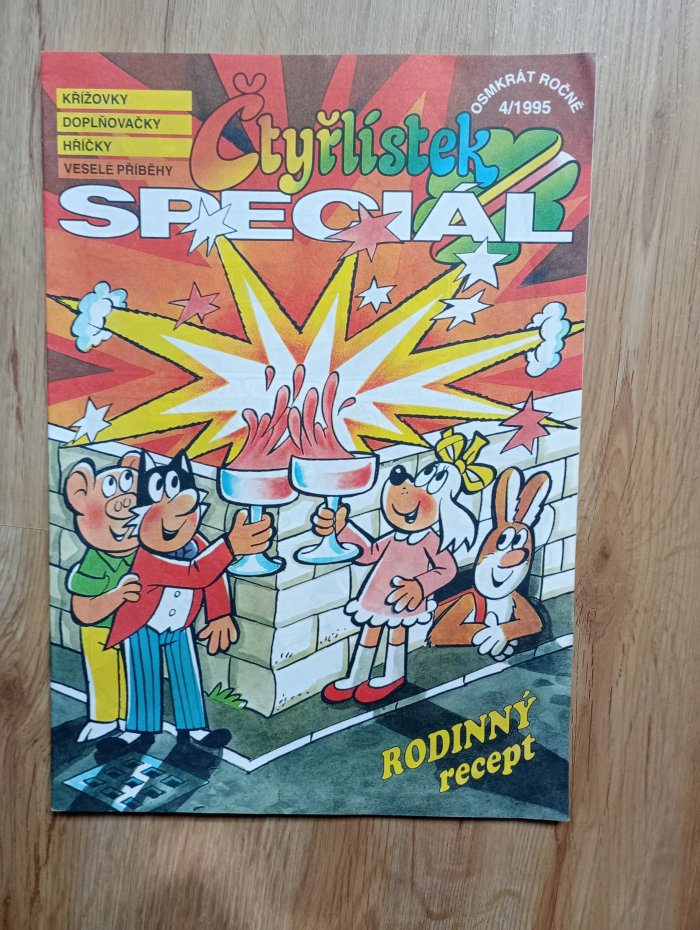 KŘÍŽOVKY
DOPLŇOVAČKY
HŘÍČKY
VESELÉ PŘÍBĚHY
Čtyřlístek
OSMKRÁT ROČNĚ
4/1995
SPECIÁL
RODINNÝ
recept